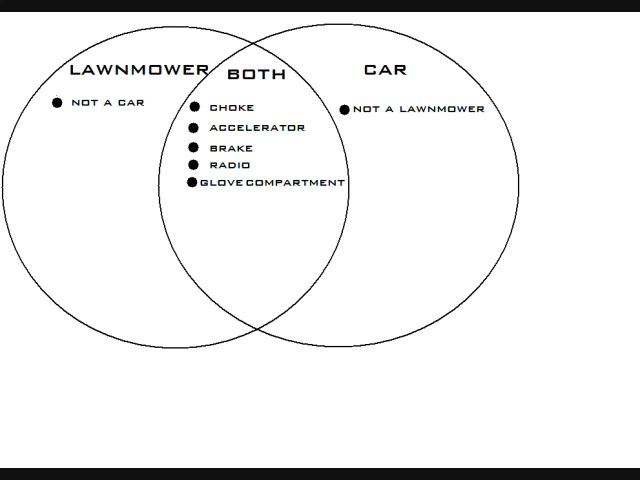 LAWNMOWER
NOT A CAR
BOTH
CHOKE
ACCELERATOR
BRAKE
RADIO
GLOVE COMPARTMENT
CAR
NOT A LAWNMOWER